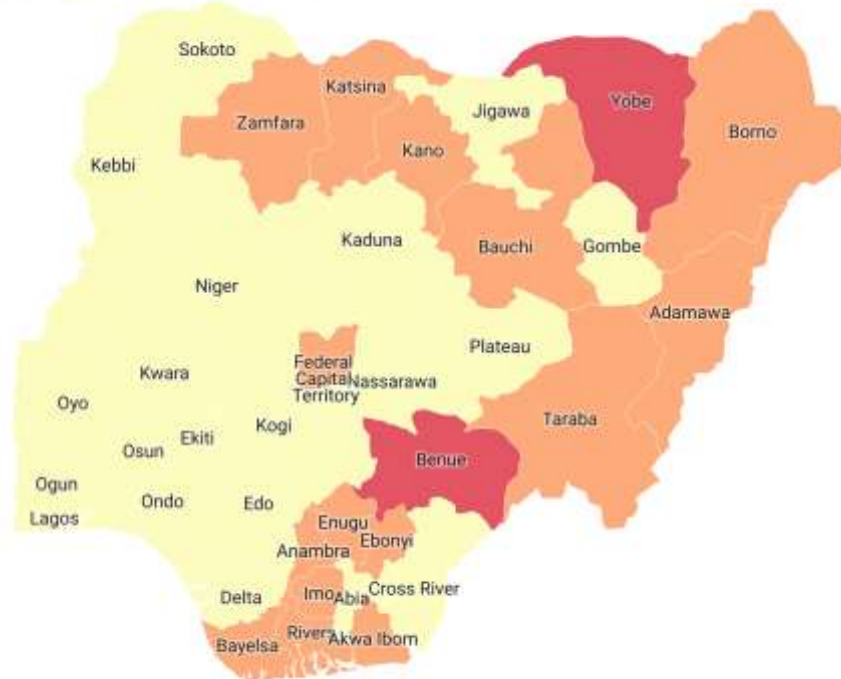 Sokoto
Katsina
Yobe
Jigawa
Zamfara
Borno
Kano
Kebbi
Kaduna
Bauchi
Gombe
Niger
Adamawa
Plateau
Federal
Capital
Territory
Nassarawa
Kwara
Oyo
Taraba
Kogi
Ekiti
Osun
Benue
Ogun
Ondo
Edo
Lagos
Enugu
Ebonyi
Anambra
Cross River
Imo
Abia
Delta
Rivers
Akwa Ibom
Bayelsa